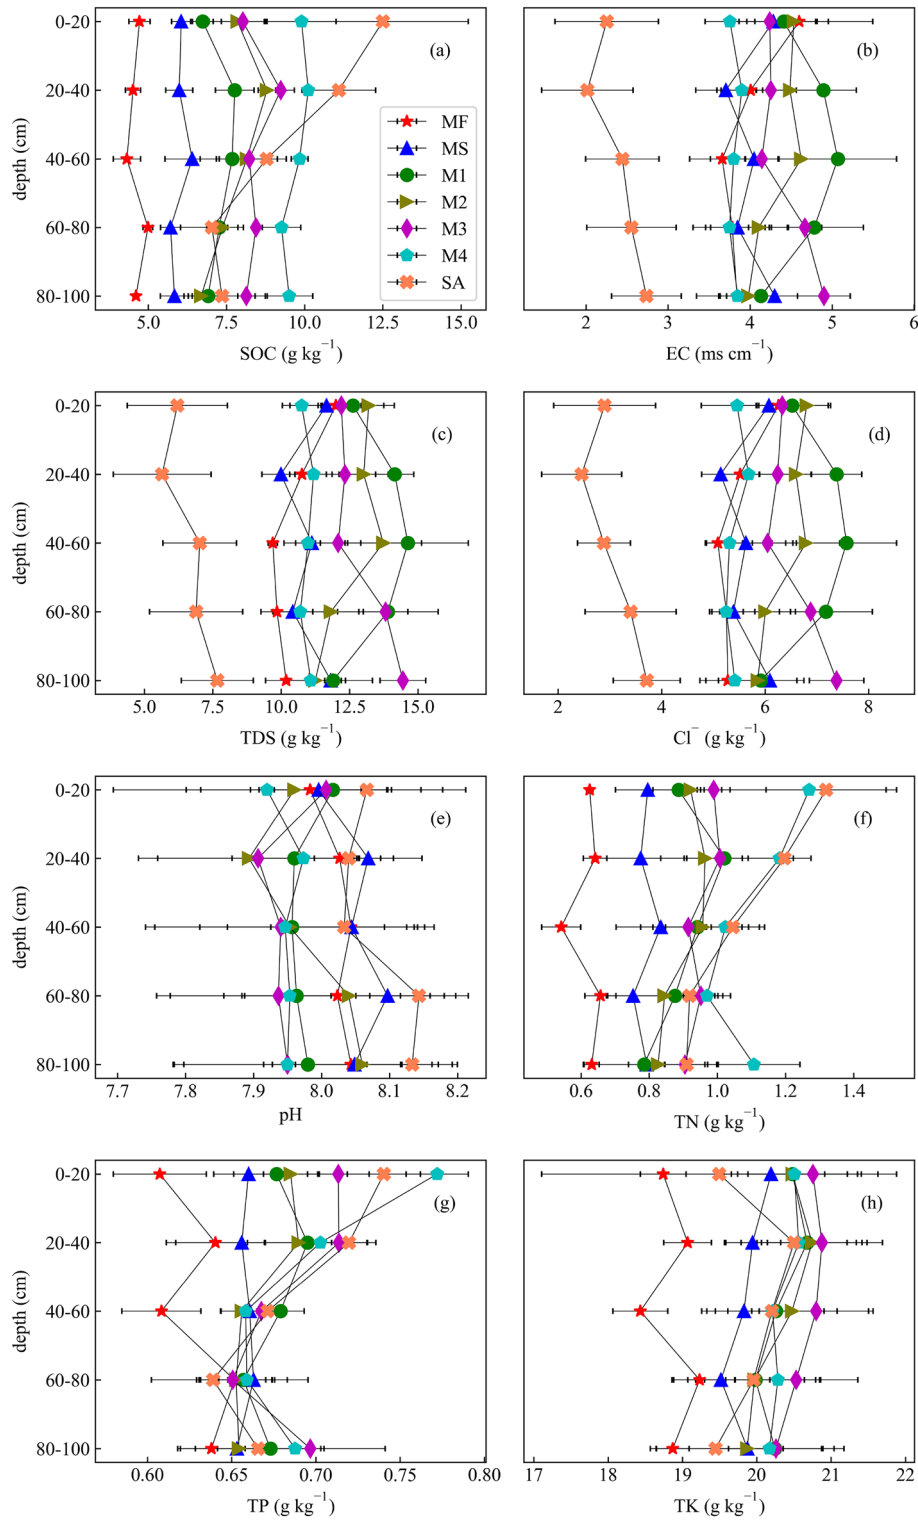 0-20
20-40
40-60
60-80
80-100
depth (cm)
5.0 7.5 10.0 12.5 15.0
SOC (g kg⁻¹)
(a)
MF
MS
M1
M2
M3
M4
SA
2 3 4 5 6
EC (ms cm⁻¹)
(b)
0-20
20-40
40-60
60-80
80-100
depth (cm)
5.0 7.5 10.0 12.5 15.0
TDS (g kg⁻¹)
(c)
2 4 6 8
Cl⁻ (g kg⁻¹)
(d)
0-20
20-40
40-60
60-80
80-100
depth (cm)
7.7 7.8 7.9 8.0 8.1 8.2
pH
(e)
0.6 0.8 1.0 1.2 1.4
TN (g kg⁻¹)
(f)
0-20
20-40
40-60
60-80
80-100
depth (cm)
0.60 0.65 0.70 0.75 0.80
TP (g kg⁻¹)
(g)
17 18 19 20 21 22
TK (g kg⁻¹)
(h)